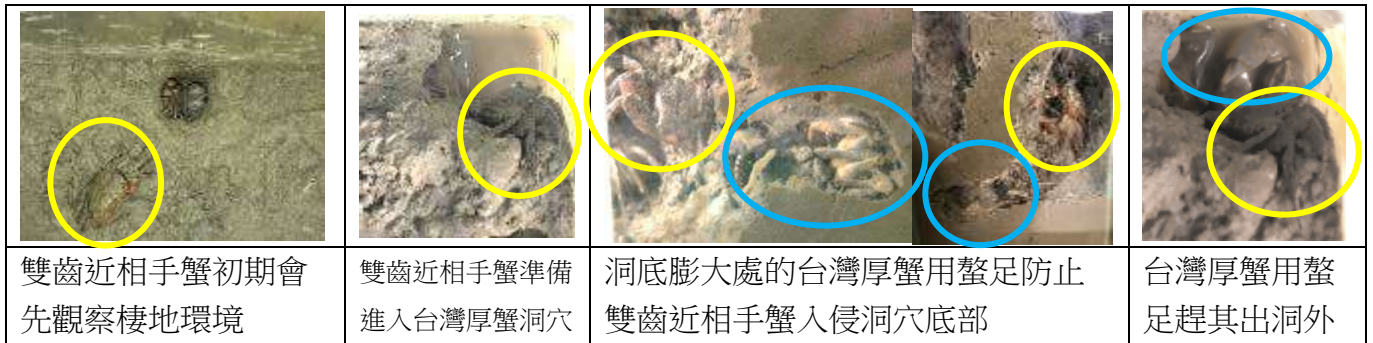 雙齒近相手蟹初期會
先觀察棲地環境
雙齒近相手蟹準備
進入台灣厚蟹洞穴
洞底膨大處的台灣厚蟹用螯足防止
雙齒近相手蟹入侵洞穴底部
台灣厚蟹用螯
足趕其出洞外